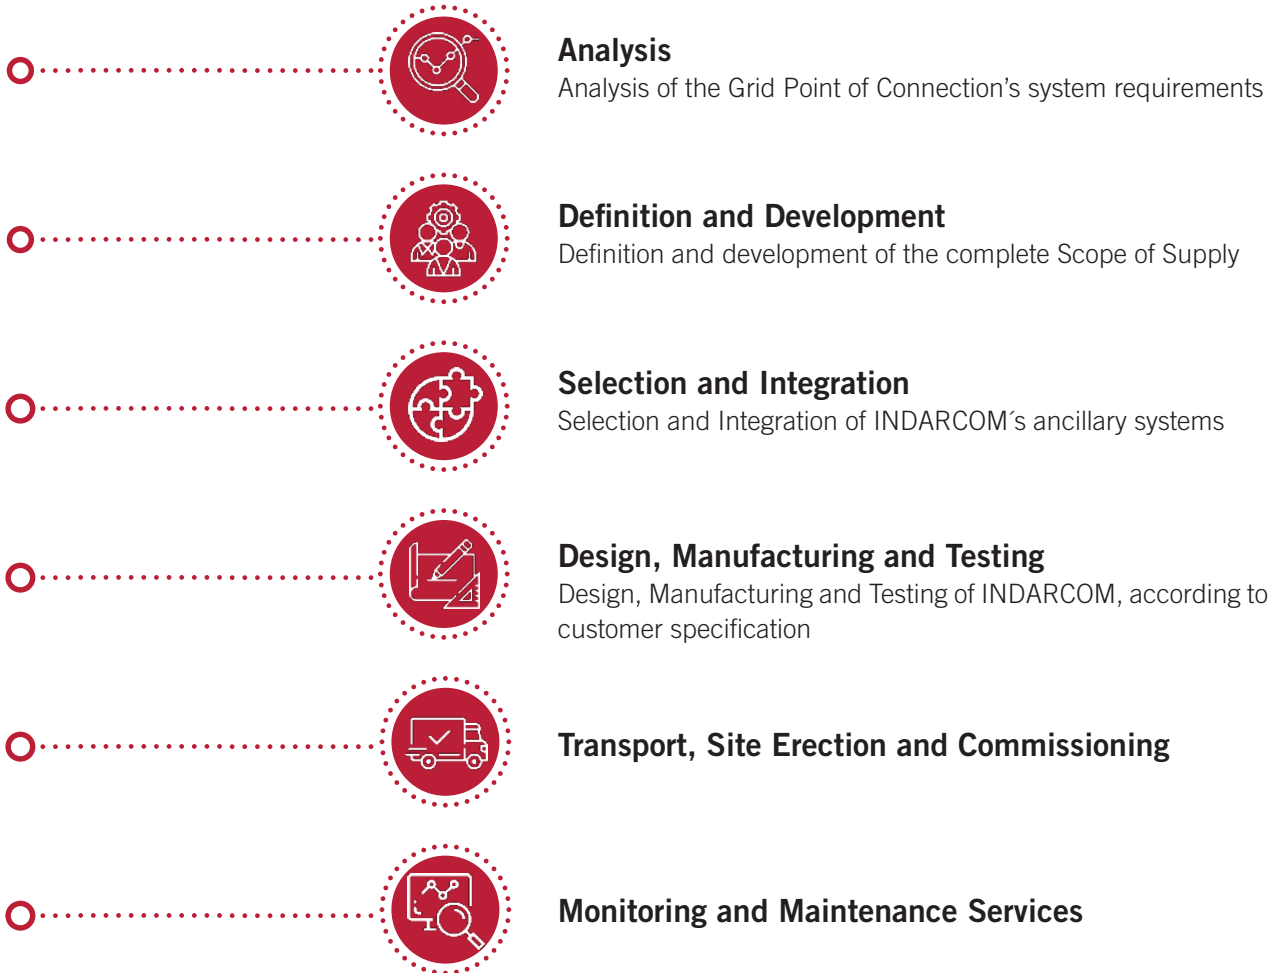 Analysis
Analysis of the Grid Point of Connection’s system requirements
Definition and Development
Definition and development of the complete Scope of Supply
Selection and Integration
Selection and Integration of INDARCOM´s ancillary systems
Design, Manufacturing and Testing
Design, Manufacturing and Testing of INDARCOM, according to
customer specification
Transport, Site Erection and Commissioning
Monitoring and Maintenance Services